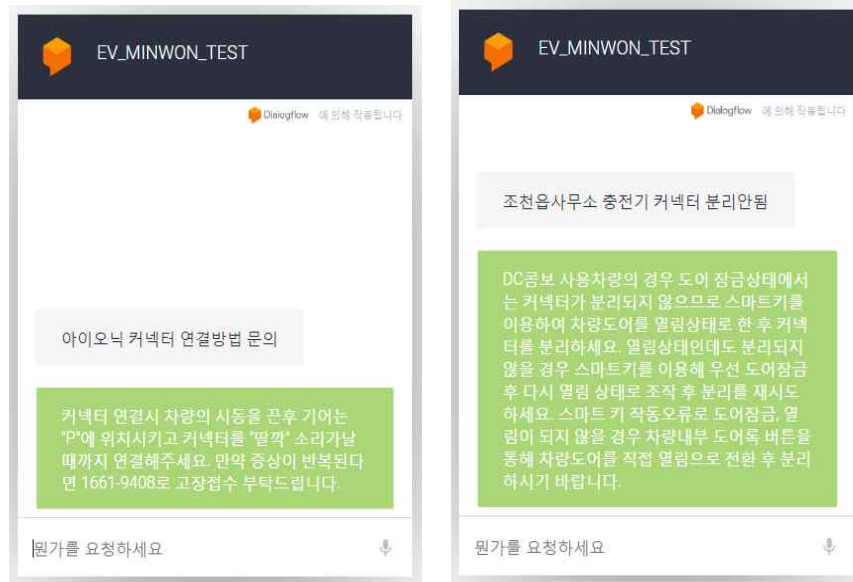 EV_MINWON_TEST
Dialogflow 에 의해 작동됩니다
아이오닉 커넥터 연결방법 문의
커넥터 연결시 차량의 시동을 끈후 기어는
"P"에 위치시키고 커넥터를 "딸깍" 소리가날
때까지 연결해주세요. 만약 증상이 반복된다
면 1661-9408로 고장접수 부탁드립니다.
뭔가를 요청하세요
EV_MINWON_TEST
Dialogflow 에 의해 작동됩니다
조천읍사무소 충전기 커넥터 분리안됨
DC콤보 사용차량의 경우 도어 잠금상태에서
는 커넥터가 분리되지 않으므로 스마트키를
이용하여 차량도어를 열림상태로 한 후 커넥
터를 분리하세요. 열림상태인데도 분리되지
않을 경우 스마트키를 이용해 우선 도어잠금
후 다시 열림 상태로 조작 후 분리를 재시도
하세요. 스마트 키 작동오류로 도어잠금, 열
림이 되지 않을 경우 차량내부 도어록 버튼을
통해 차량도어를 직접 열림으로 전환 후 분리
하시기 바랍니다.
뭔가를 요청하세요